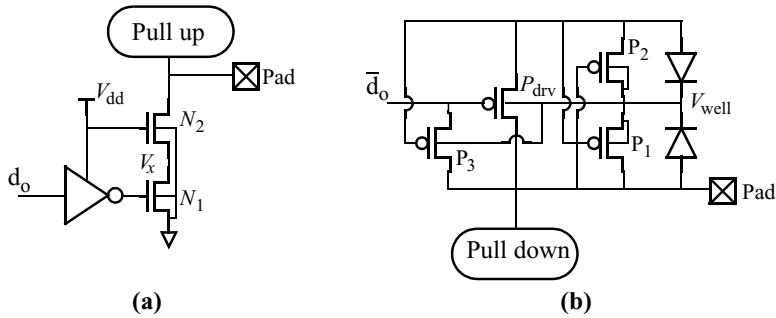 Pull up
Pad
V_dd
N_2
V_x
d_o
N_1
(a)
P_2
d̅_o
P_drv
V_well
P_1
P_3
Pad
Pull down
(b)